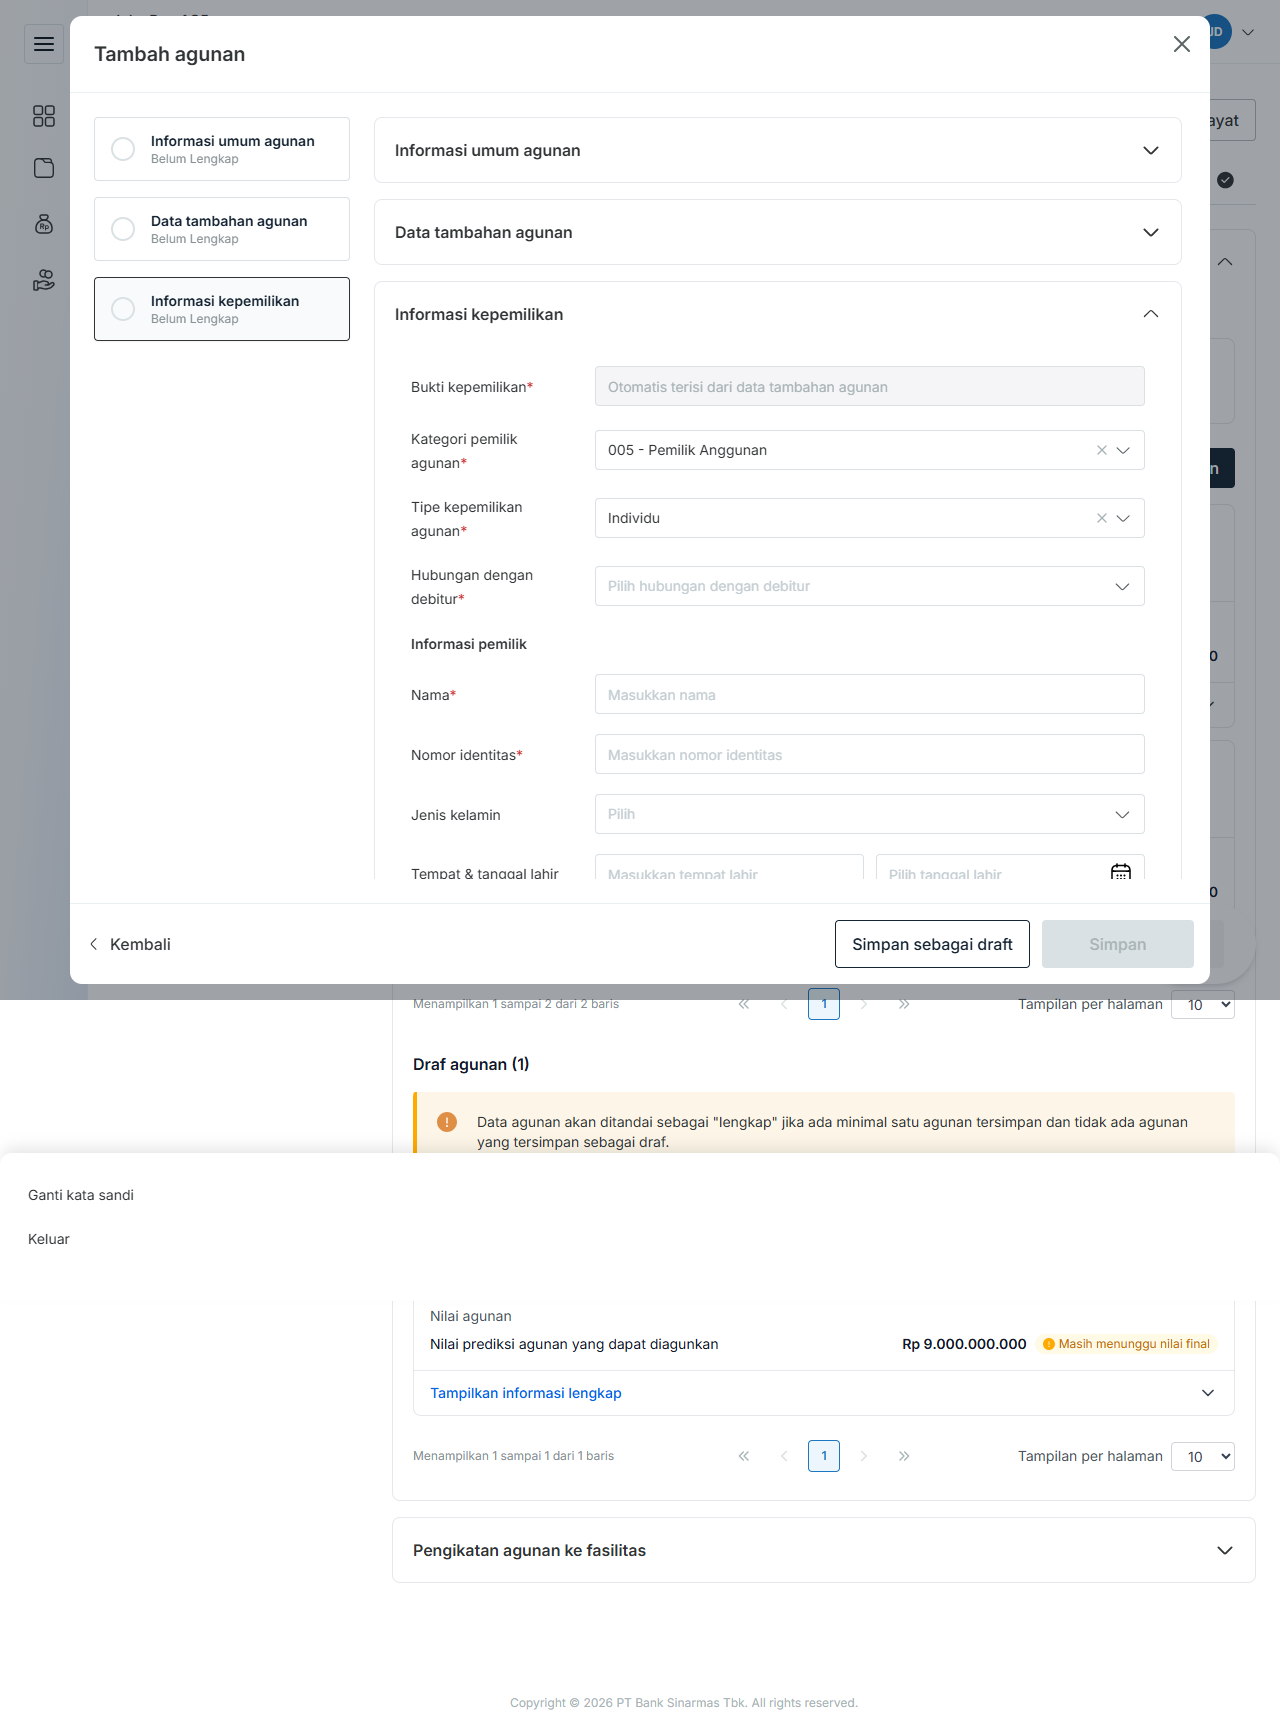 Tambah agunan
JD
ayat
Informasi umum agunan
Belum Lengkap
Data tambahan agunan
Belum Lengkap
Informasi kepemilikan
Belum Lengkap
Informasi umum agunan
Data tambahan agunan
Informasi kepemilikan
Bukti kepemilikan*
Otomatis terisi dari data tambahan agunan
Kategori pemilik
agunan*
005 - Pemilik Anggunan
Tipe kepemilikan
agunan*
Individu
Hubungan dengan
debitur*
Pilih hubungan dengan debitur
Informasi pemilik
Nama*
Masukkan nama
Nomor identitas*
Masukkan nomor identitas
Jenis kelamin
Pilih
Tempat & tanggal lahir
Masukkan tempat lahir
Pilih tanggal lahir
n
0
0
Kembali
Simpan sebagai draft
Simpan
Menampilkan 1 sampai 2 dari 2 baris
« ‹ 1 › »
Tampilan per halaman
10
Draf agunan (1)
Data agunan akan ditandai sebagai "lengkap" jika ada minimal satu agunan tersimpan dan tidak ada agunan
yang tersimpan sebagai draf.
Ganti kata sandi
Keluar
Nilai agunan
Nilai prediksi agunan yang dapat diagunkan
Rp 9.000.000.000
Masih menunggu nilai final
Tampilkan informasi lengkap
Menampilkan 1 sampai 1 dari 1 baris
« ‹ 1 › »
Tampilan per halaman
10
Pengikatan agunan ke fasilitas
Copyright © 2026 PT Bank Sinarmas Tbk. All rights reserved.